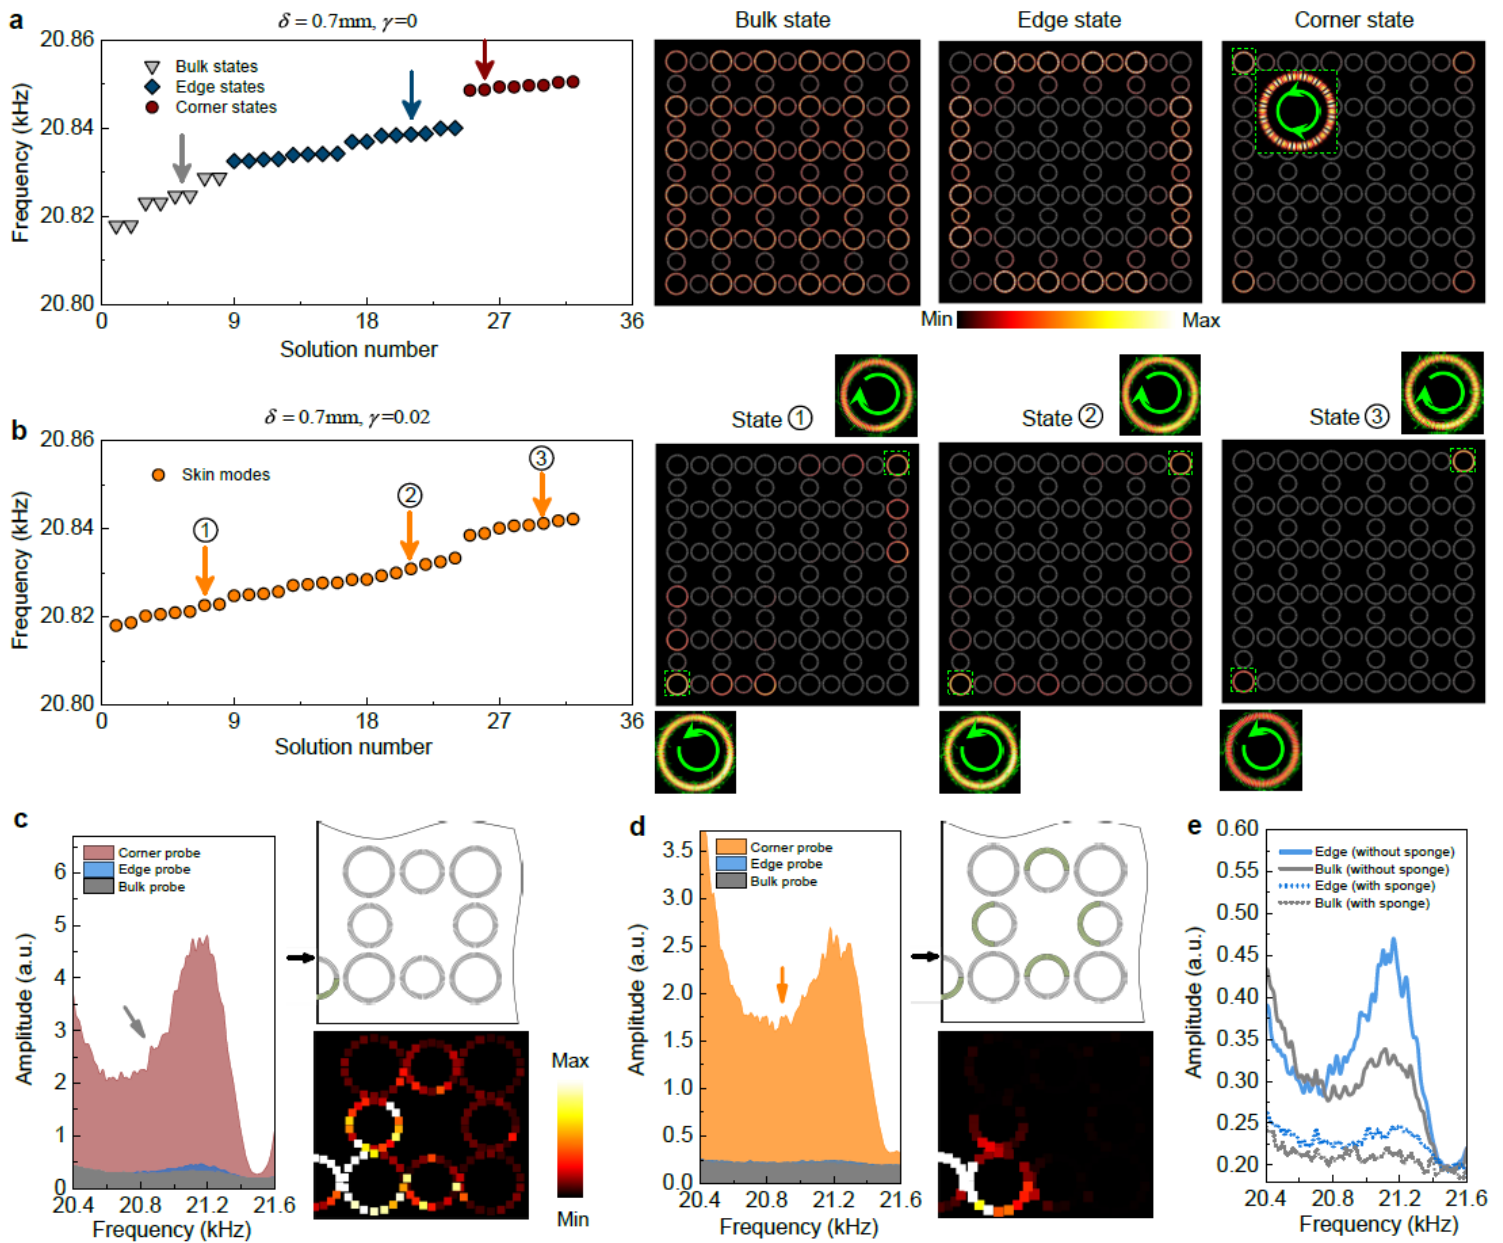 a
δ = 0.7mm, γ=0
Bulk state
Edge state
Corner state
20.86
20.84
20.82
20.80
Frequency (kHz)
Bulk states
Edge states
Corner states
0 9 18 27 36
Solution number
Min
Max
b
δ = 0.7mm, γ=0.02
State ①
State ②
State ③
20.86
20.84
20.82
20.80
Frequency (kHz)
Skin modes
①
②
③
0 9 18 27 36
Solution number
c
6
5
4
3
2
1
0
Amplitude (a.u.)
Corner probe
Edge probe
Bulk probe
20.4 20.8 21.2 21.6
Frequency (kHz)
Max
Min
d
3.5
3.0
2.5
2.0
1.5
1.0
0.5
0.0
Amplitude (a.u.)
Corner probe
Edge probe
Bulk probe
20.4 20.8 21.2 21.6
Frequency (kHz)
e
0.60
0.55
0.50
0.45
0.40
0.35
0.30
0.25
0.20
Amplitude (a.u.)
Edge (without sponge)
Bulk (without sponge)
Edge (with sponge)
Bulk (with sponge)
20.4 20.8 21.2 21.6
Frequency (kHz)